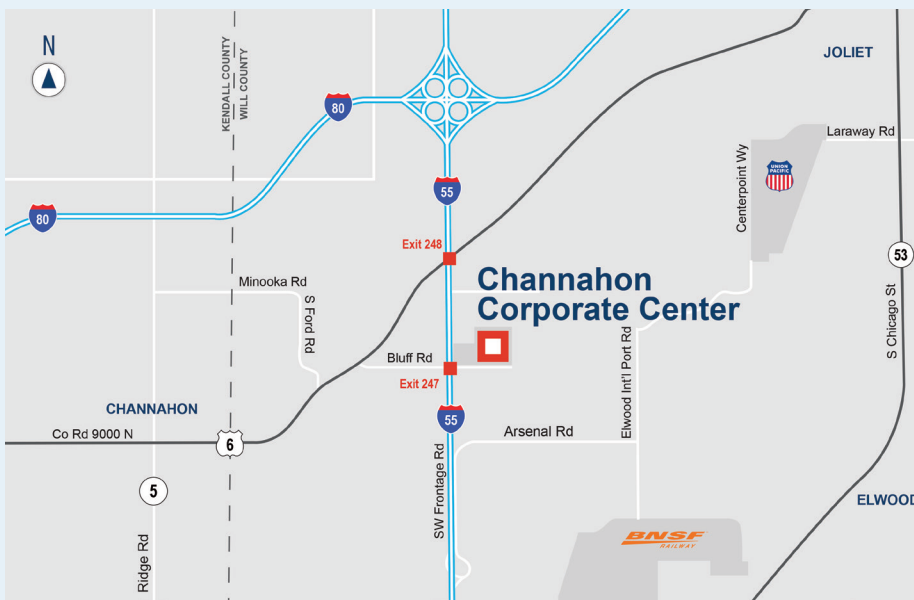 N
KENDALL COUNTY
WILL COUNTY
JOLIET
80
Laraway Rd
UNION
PACIFIC
Centerpoint Wy
55
80
Exit 248
53
Minooka Rd
Channahon
Corporate Center
S Ford Rd
S Chicago St
Elwood Int'l Port Rd
Bluff Rd
Exit 247
CHANNAHON
55
Co Rd 9000 N
6
Arsenal Rd
SW Frontage Rd
5
ELWOOD
BNSF
RAILWAY
Ridge Rd